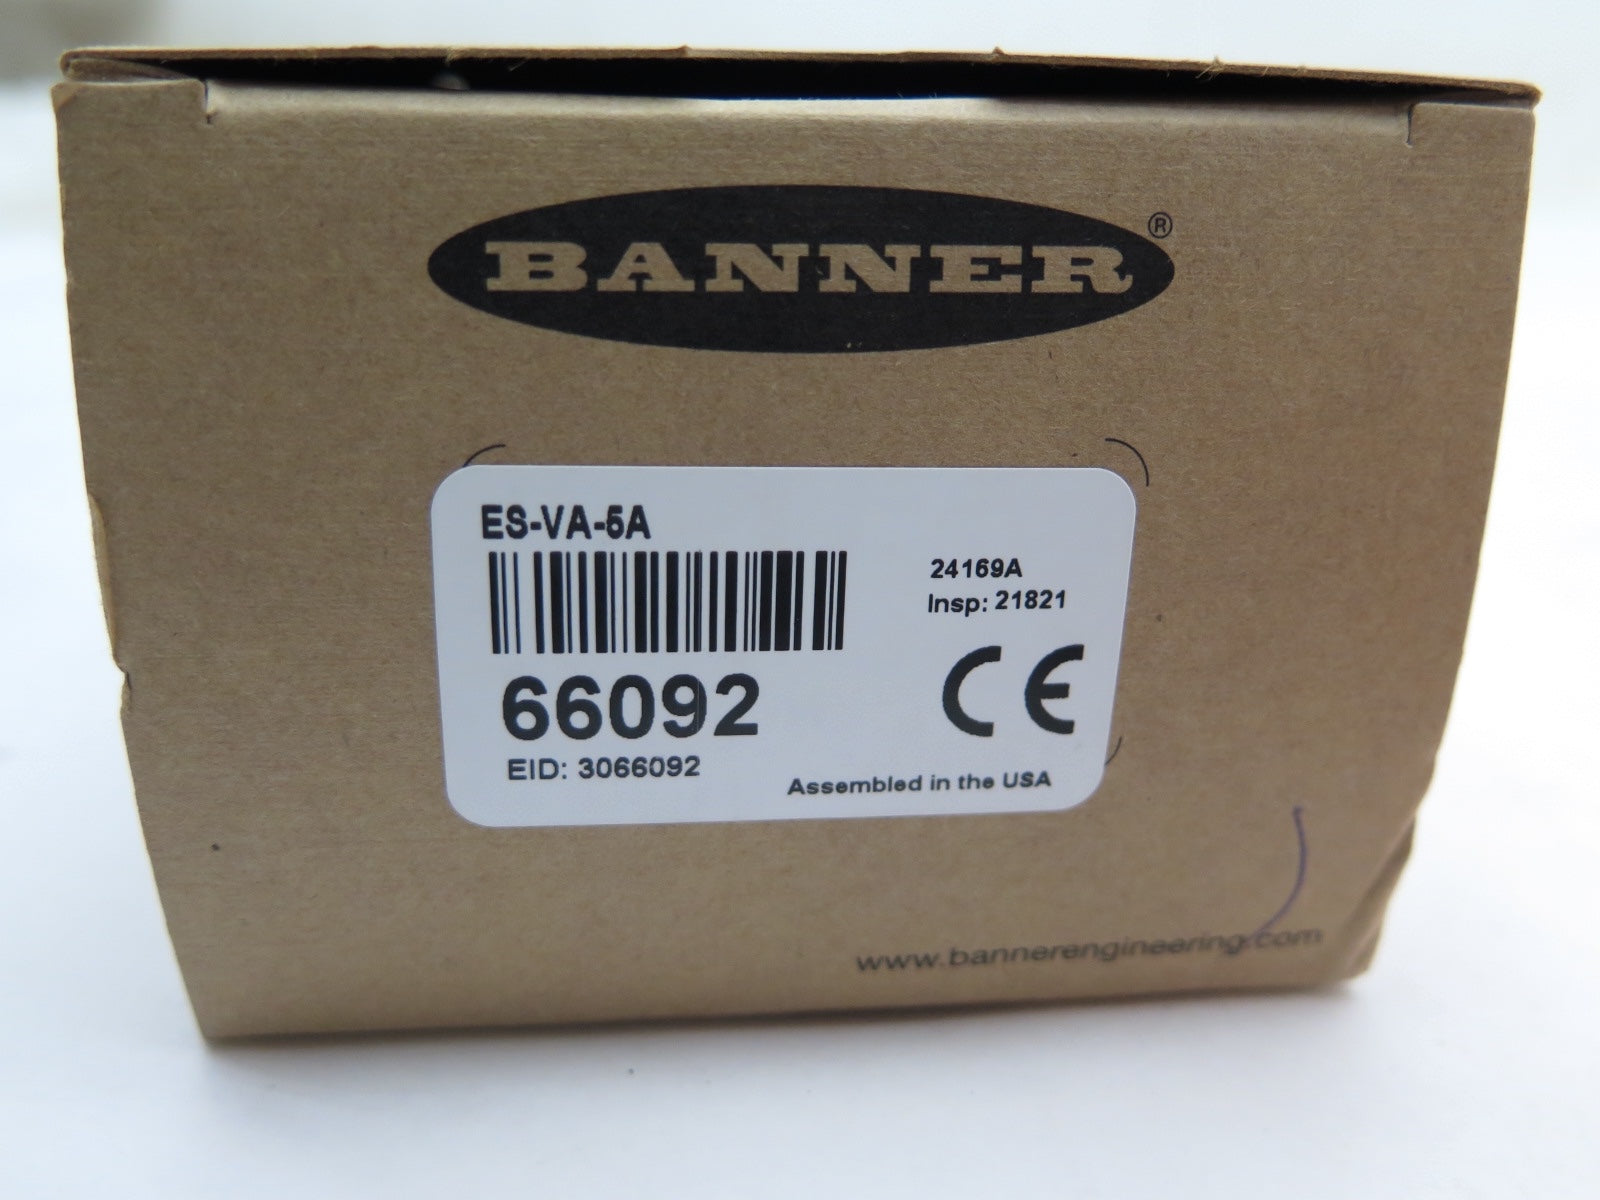 BANNER®
ES-VA-5A
24169A
Insp: 21821
66092
CE
EID: 3066092
Assembled in the USA
www.bannerengineering.com